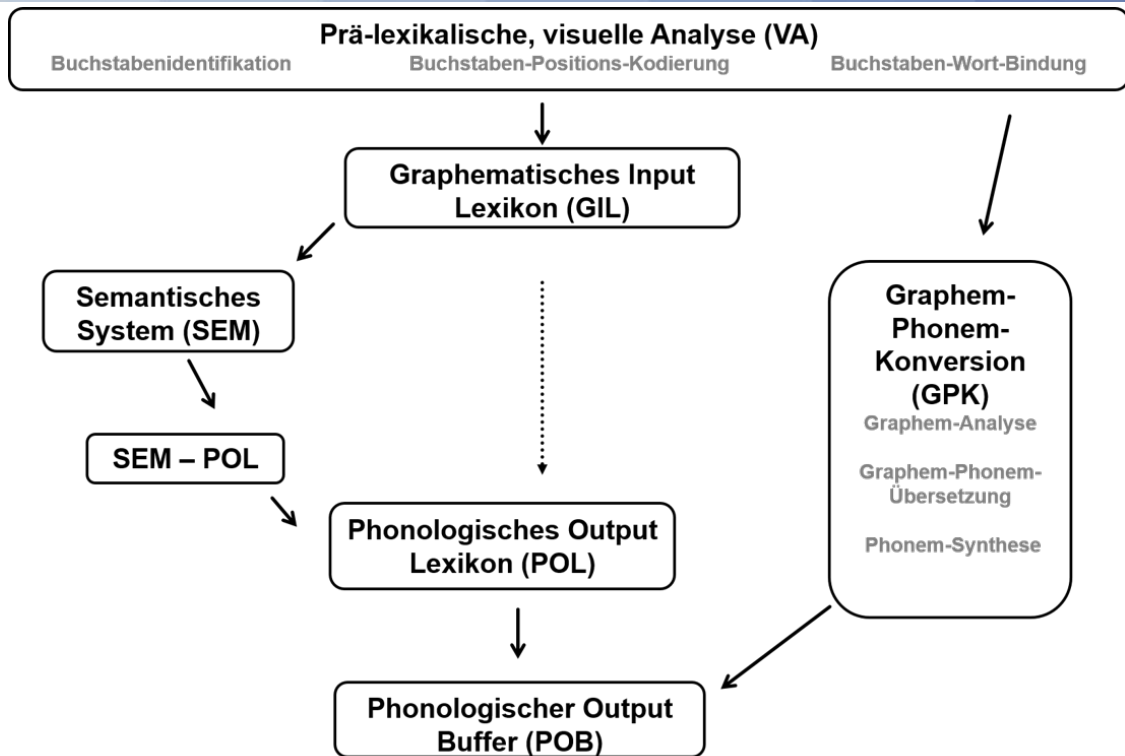 Prä-lexikalische, visuelle Analyse (VA)
Buchstabenidentifikation Buchstaben-Positions-Kodierung Buchstaben-Wort-Bindung
Graphematisches Input
Lexikon (GIL)
Semantisches
System (SEM)
SEM – POL
Phonologisches Output
Lexikon (POL)
Phonologischer Output
Buffer (POB)
Graphem-
Phonem-
Konversion
(GPK)
Graphem-Analyse
Graphem-Phonem-
Übersetzung
Phonem-Synthese